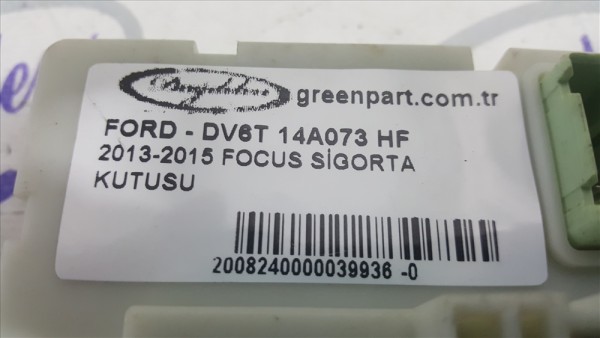 greenpart.com.tr
FORD - DV6T 14A073 HF
2013-2015 FOCUS SİGORTA
KUTUSU
2008240000039936 -0